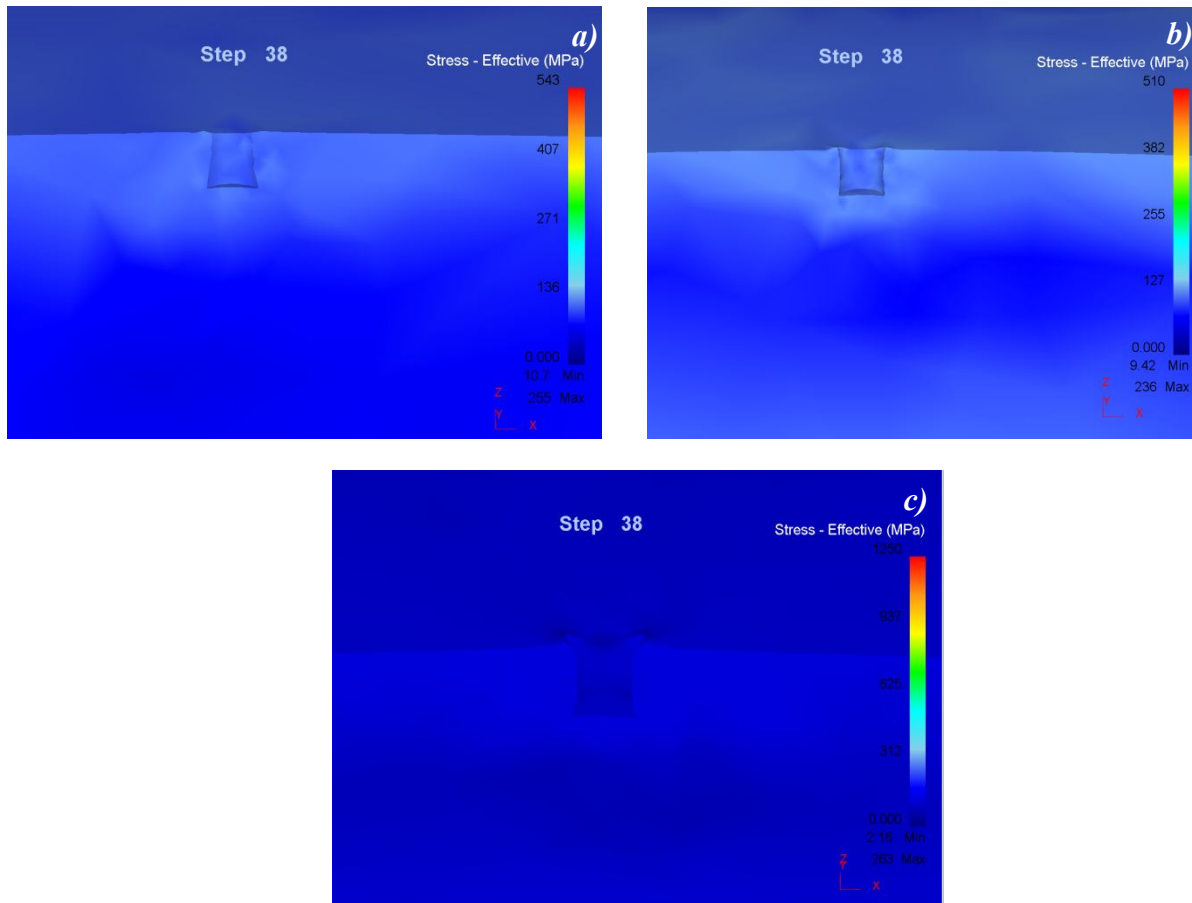 a)
Step 38
Stress - Effective (MPa)
543
407
271
136
0.000
10.7 Min
255 Max
Z
Y
X
b)
Step 38
Stress - Effective (MPa)
510
382
255
127
0.000
9.42 Min
236 Max
Z
Y
X
c)
Step 38
Stress - Effective (MPa)
1250
937
625
312
0.000
2.18 Min
763 Max
Z
Y
X